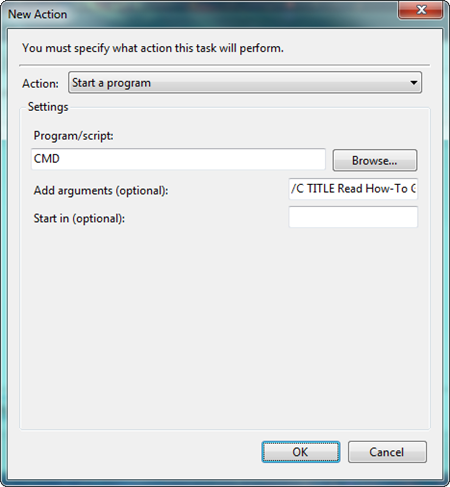 New Action
You must specify what action this task will perform.
Action: Start a program
Settings
Program/script:
CMD Browse...
Add arguments (optional): /C TITLE Read How-To
Start in (optional):
OK Cancel